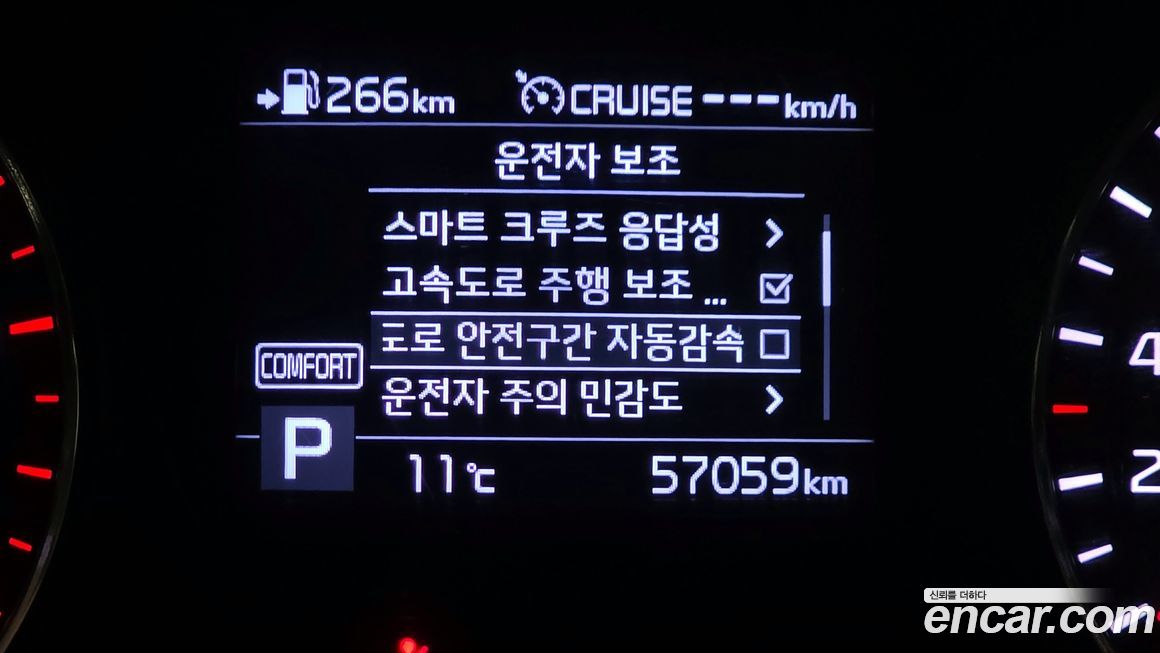 266km CRUISE ---km/h
운전자 보조
스마트 크루즈 응답성
고속도로 주행 보조 ...
도로 안전구간 자동감속
운전자 주의 민감도
COMFORT
P
11℃ 57059km
4
2
신뢰를 더하다
encar.com